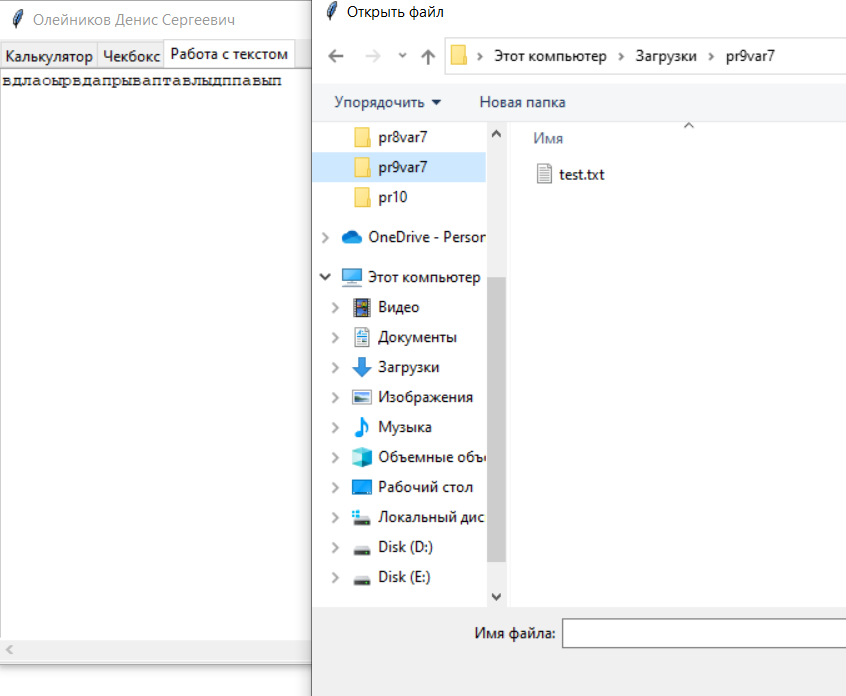 Олейников Денис Сергеевич
Калькулятор Чекбокс Работа с текстом
вдлаоырвдапрываптавлыдппавып
Открыть файл
Этот компьютер Загрузки pr9var7
Упорядочить Новая папка
pr8var7
pr9var7
pr10
OneDrive - Person
Этот компьютер
Видео
Документы
Загрузки
Изображения
Музыка
Объемные объ
Рабочий стол
Локальный дис
Disk (D:)
Disk (E:)
Имя
test.txt
Имя файла: